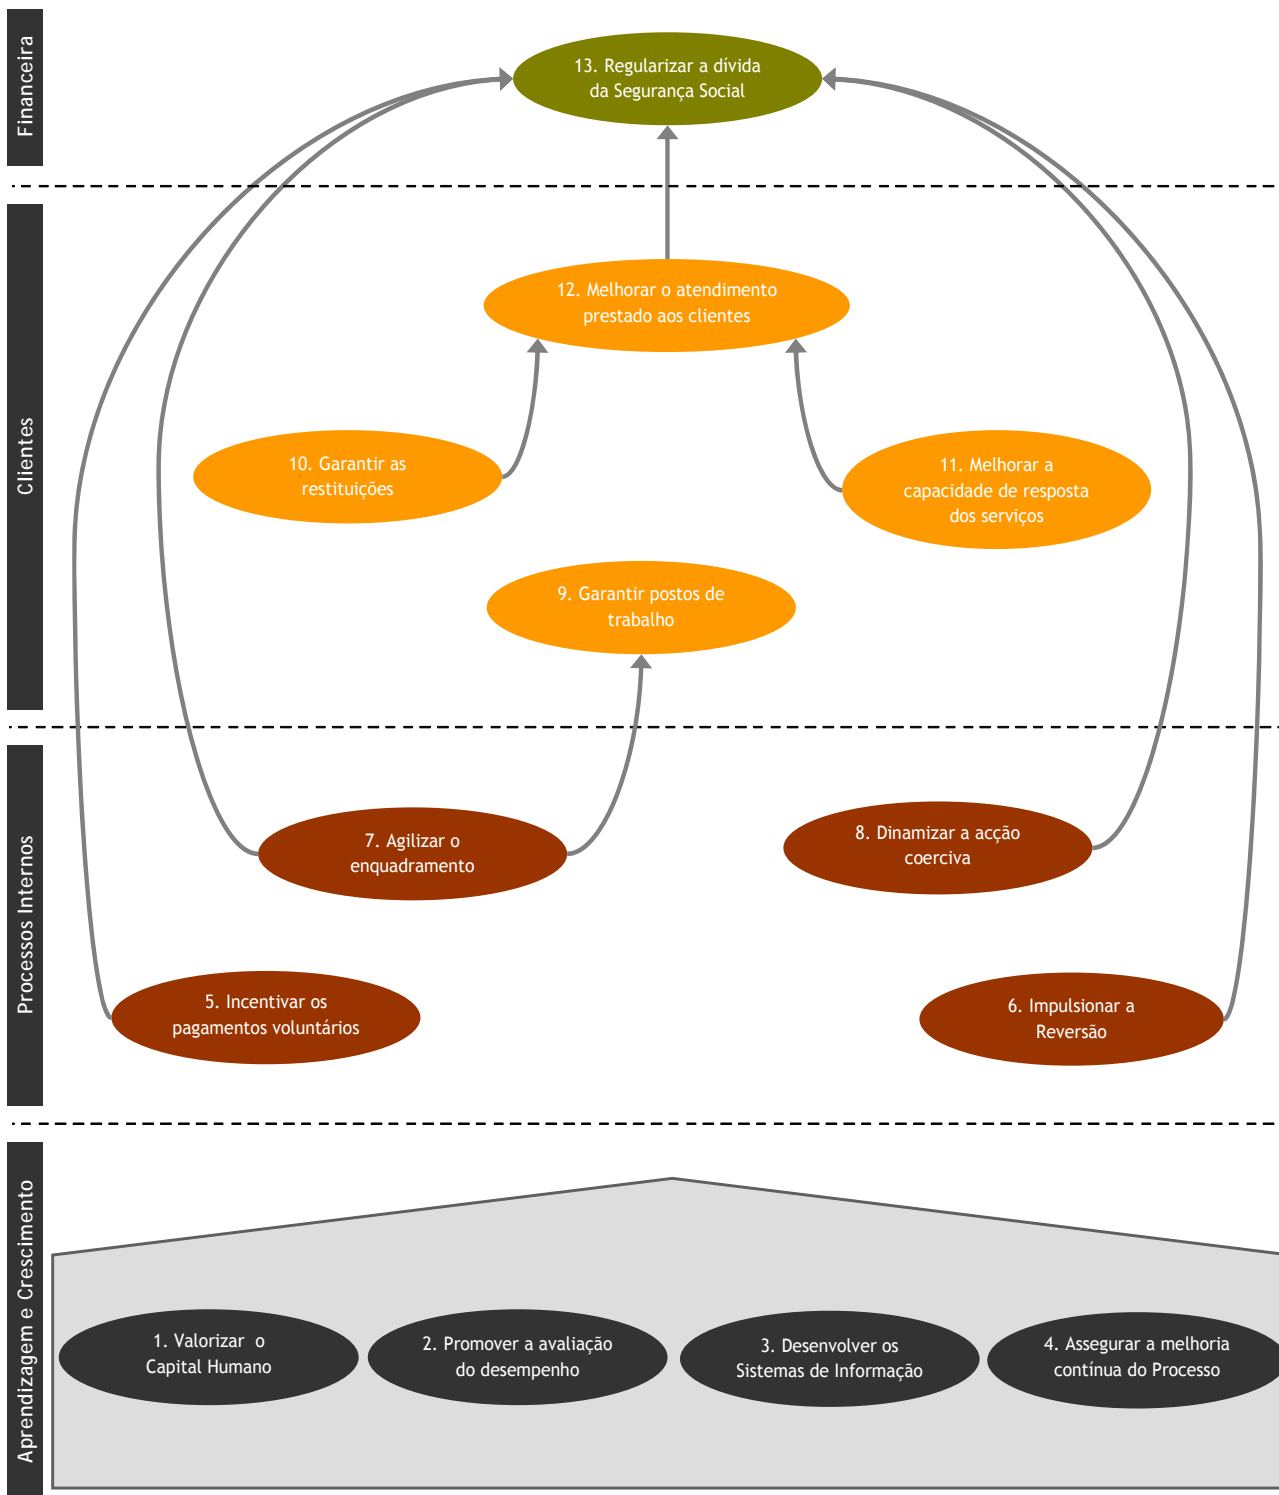 Financeira
13. Regularizar a dívida
da Segurança Social
Clientes
12. Melhorar o atendimento
prestado aos clientes
10. Garantir as
restituições
11. Melhorar a
capacidade de resposta
dos serviços
9. Garantir postos de
trabalho
Processos Internos
7. Agilizar o
enquadramento
8. Dinamizar a acção
coerciva
5. Incentivar os
pagamentos voluntários
6. Impulsionar a
Reversão
Aprendizagem e Crescimento
1. Valorizar o
Capital Humano
2. Promover a avaliação
do desempenho
3. Desenvolver os
Sistemas de Informação
4. Assegurar a melhoria
contínua do Processo